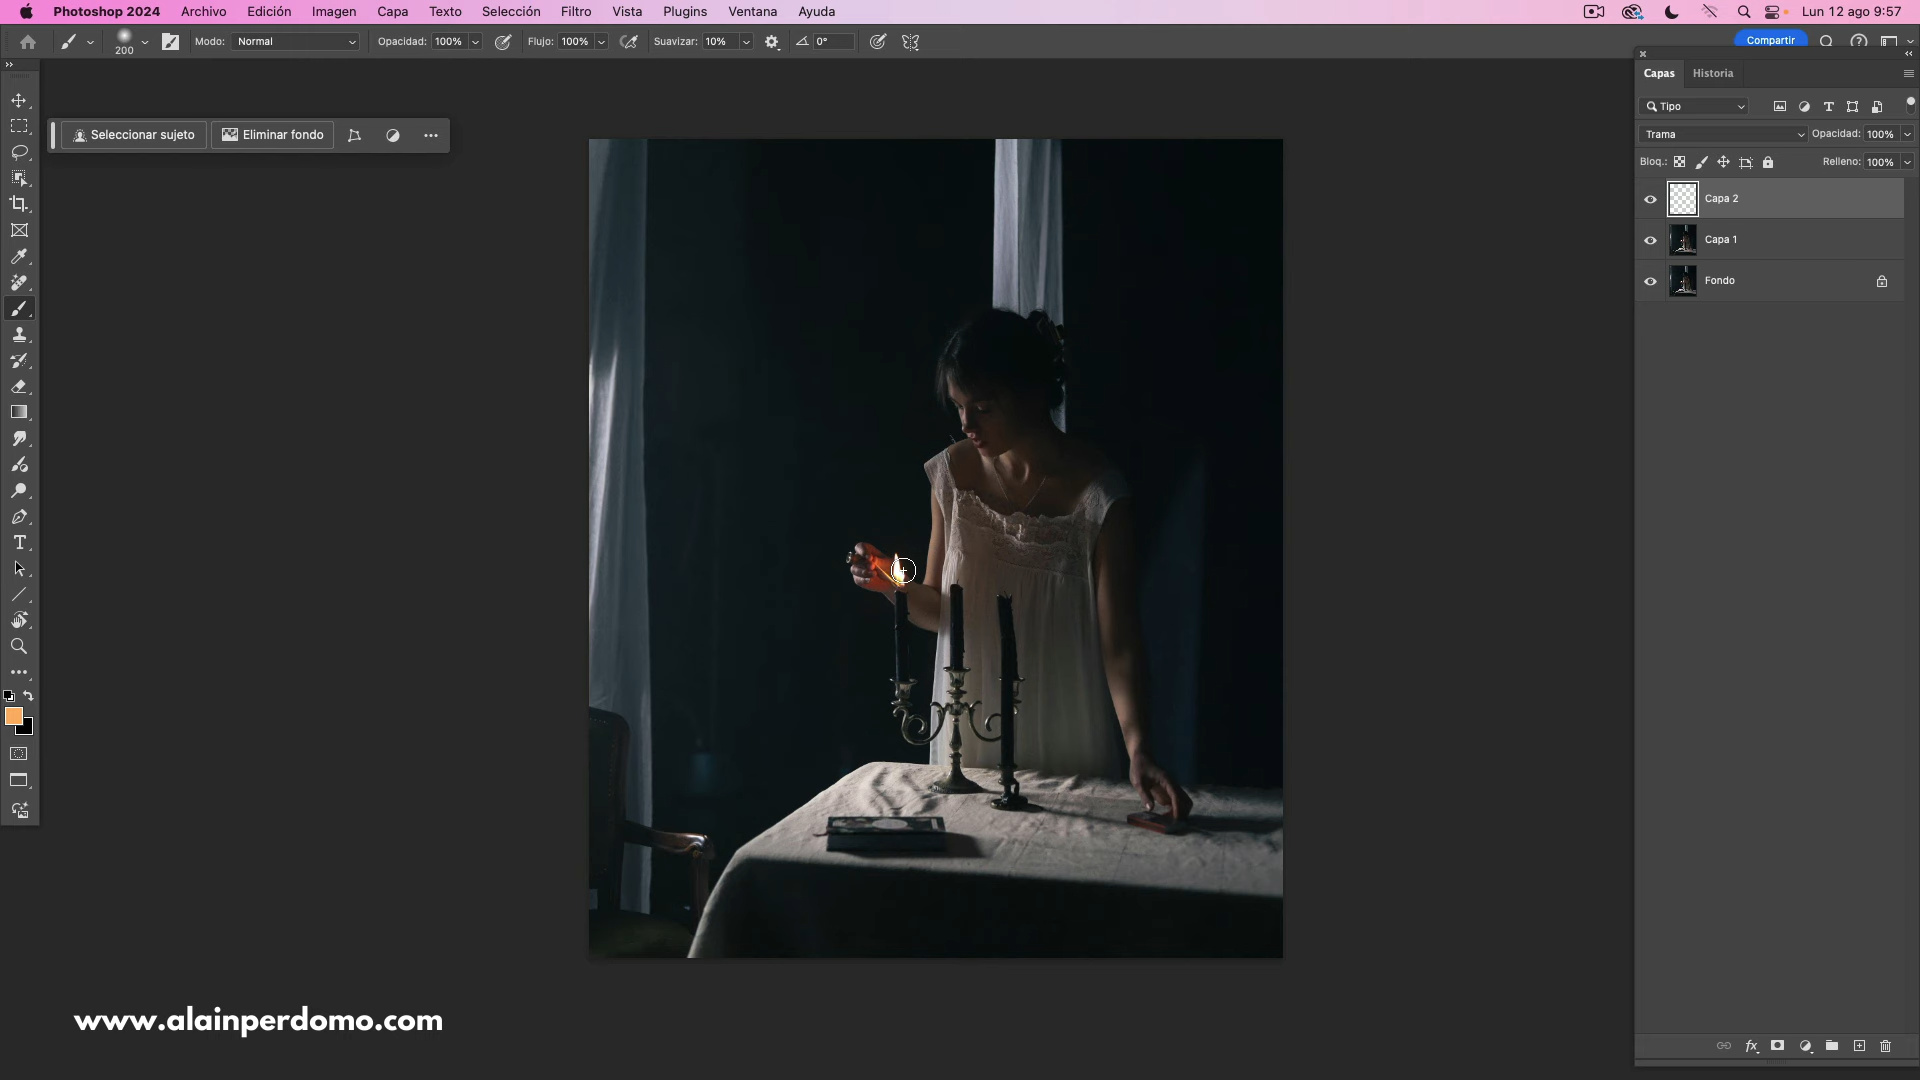 Photoshop 2024 Archivo Edición Imagen Capa Texto Selección Filtro Vista Plugins Ventana Ayuda Lun 12 ago 9:57
200 Modo: Normal Opacidad: 100% Flujo: 100% Suavizar: 10% 0° Compartir
Capas Historia
Tipo
Seleccionar sujeto Eliminar fondo
Trama Opacidad: 100%
Bloq.: Relleno: 100%
Capa 2
Capa 1
Fondo
www.alainperdomo.com